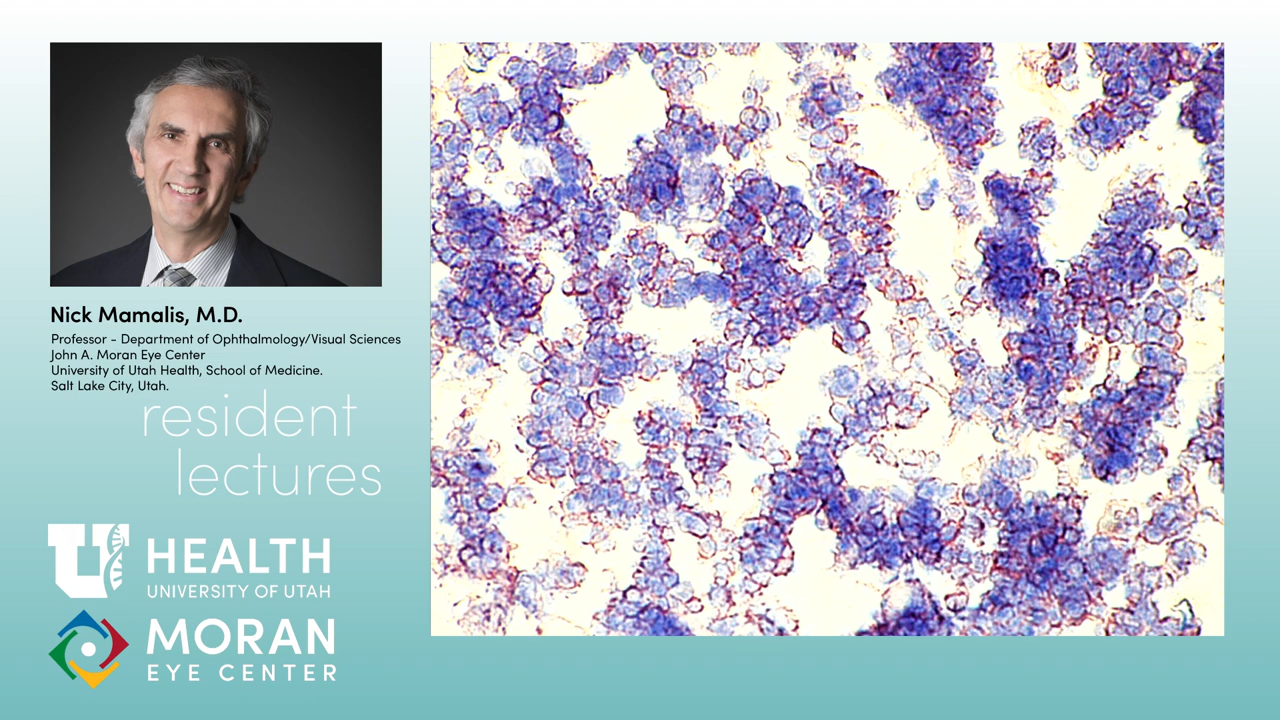 Nick Mamalis, M.D.
Professor - Department of Ophthalmology/Visual Sciences
John A. Moran Eye Center
University of Utah Health, School of Medicine.
Salt Lake City, Utah.
resident
lectures
U HEALTH
UNIVERSITY OF UTAH
MORAN
EYE CENTER